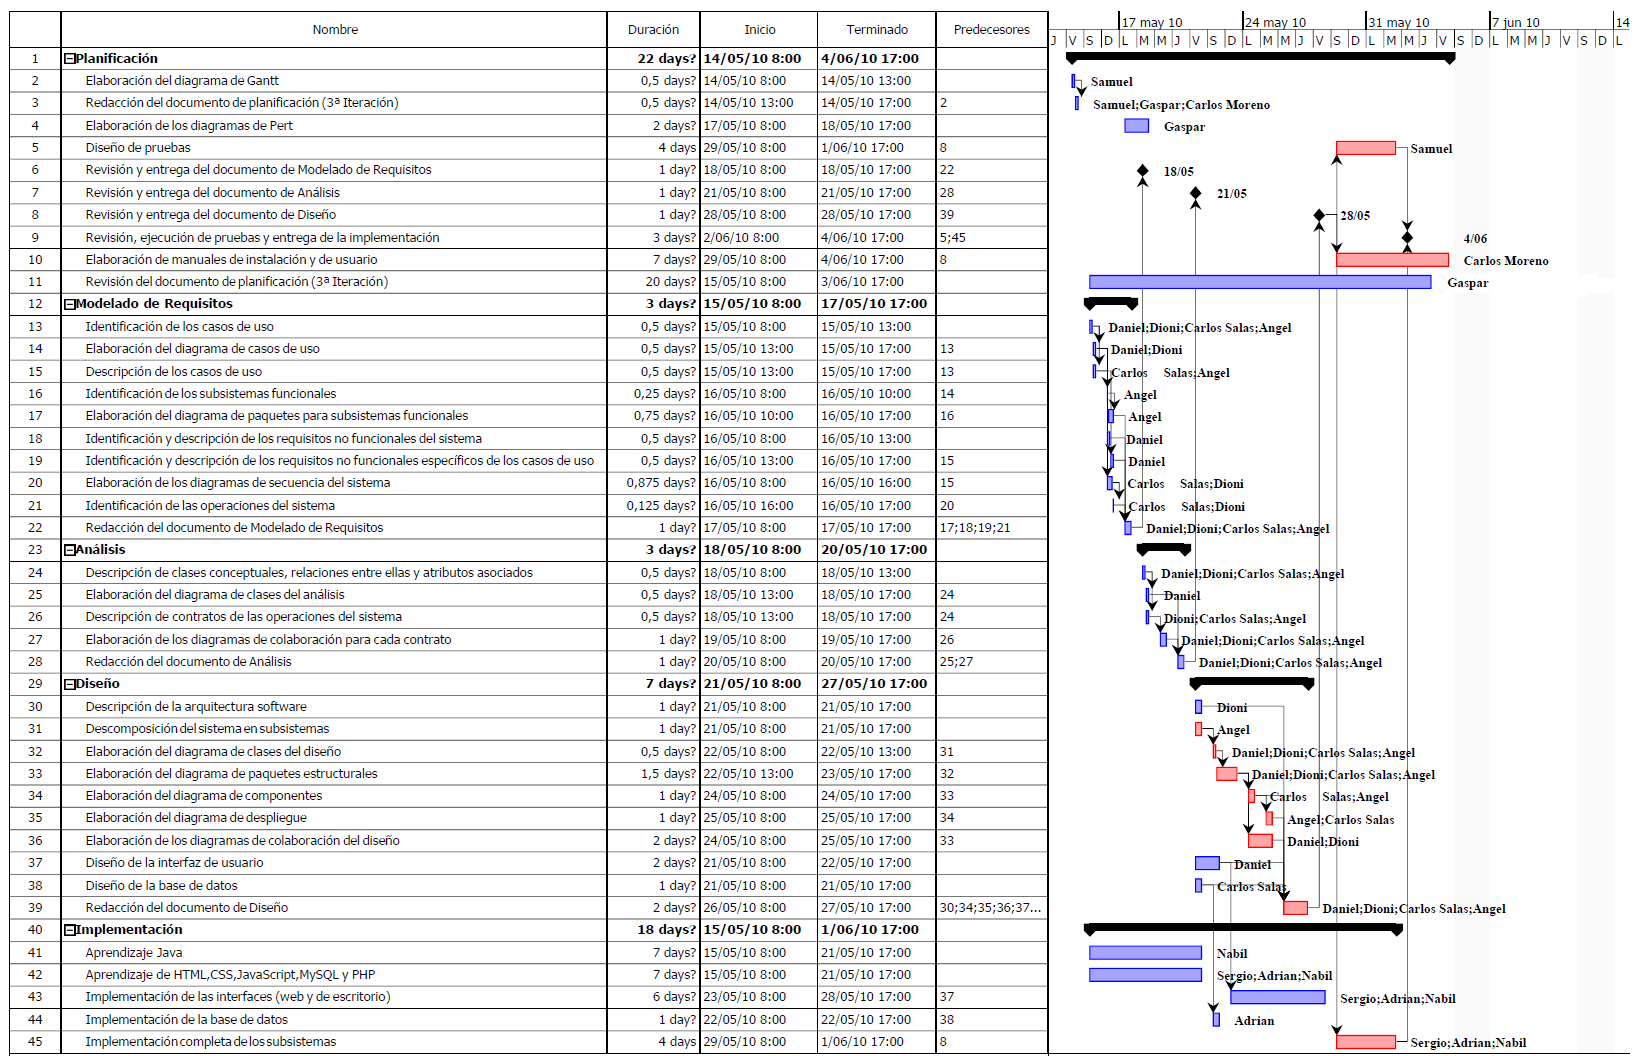 Nombre Duración Inicio Terminado Predecesores
17 may 10 24 may 10 31 may 10 7 jun 10 14
J V S D L M M J V S D L M M J V S D L M M J V S D L M M J V S D L
1 Planificación 22 days? 14/05/10 8:00 4/06/10 17:00
2 Elaboración del diagrama de Gantt 0,5 days? 14/05/10 8:00 14/05/10 13:00 Samuel
3 Redacción del documento de planificación (3ª Iteración) 0,5 days? 14/05/10 13:00 14/05/10 17:00 2 Samuel;Gaspar;Carlos Moreno
4 Elaboración de los diagramas de Pert 2 days? 17/05/10 8:00 18/05/10 17:00 Gaspar
5 Diseño de pruebas 4 days 29/05/10 8:00 1/06/10 17:00 8 Samuel
6 Revisión y entrega del documento de Modelado de Requisitos 1 day? 18/05/10 8:00 18/05/10 17:00 22 18/05
7 Revisión y entrega del documento de Análisis 1 day? 21/05/10 8:00 21/05/10 17:00 28 21/05
8 Revisión y entrega del documento de Diseño 1 day? 28/05/10 8:00 28/05/10 17:00 39 28/05
9 Revisión, ejecución de pruebas y entrega de la implementación 3 days? 2/06/10 8:00 4/06/10 17:00 5;45 4/06
10 Elaboración de manuales de instalación y de usuario 7 days? 29/05/10 8:00 4/06/10 17:00 8 Carlos Moreno
11 Revisión del documento de planificación (3ª Iteración) 20 days? 15/05/10 8:00 3/06/10 17:00 Gaspar
12 Modelado de Requisitos 3 days? 15/05/10 8:00 17/05/10 17:00
13 Identificación de los casos de uso 0,5 days? 15/05/10 8:00 15/05/10 13:00 Daniel;Dioni;Carlos Salas;Angel
14 Elaboración del diagrama de casos de uso 0,5 days? 15/05/10 13:00 15/05/10 17:00 13 Daniel;Dioni
15 Descripción de los casos de uso 0,5 days? 15/05/10 13:00 15/05/10 17:00 13 Carlos Salas;Angel
16 Identificación de los subsistemas funcionales 0,25 days? 16/05/10 8:00 16/05/10 10:00 14 Angel
17 Elaboración del diagrama de paquetes para subsistemas funcionales 0,75 days? 16/05/10 10:00 16/05/10 17:00 16 Angel
18 Identificación y descripción de los requisitos no funcionales del sistema 0,5 days? 16/05/10 8:00 16/05/10 13:00 Daniel
19 Identificación y descripción de los requisitos no funcionales específicos de los casos de uso 0,5 days? 16/05/10 13:00 16/05/10 17:00 15 Daniel
20 Elaboración de los diagramas de secuencia del sistema 0,875 days? 16/05/10 8:00 16/05/10 16:00 15 Carlos Salas;Dioni
21 Identificación de las operaciones del sistema 0,125 days? 16/05/10 16:00 16/05/10 17:00 20 Carlos Salas;Dioni
22 Redacción del documento de Modelado de Requisitos 1 day? 17/05/10 8:00 17/05/10 17:00 17;18;19;21 Daniel;Dioni;Carlos Salas;Angel
23 Análisis 3 days? 18/05/10 8:00 20/05/10 17:00
24 Descripción de clases conceptuales, relaciones entre ellas y atributos asociados 0,5 days? 18/05/10 8:00 18/05/10 13:00 Daniel;Dioni;Carlos Salas;Angel
25 Elaboración del diagrama de clases del análisis 0,5 days? 18/05/10 13:00 18/05/10 17:00 24 Daniel
26 Descripción de contratos de las operaciones del sistema 0,5 days? 18/05/10 13:00 18/05/10 17:00 24 Dioni;Carlos Salas;Angel
27 Elaboración de los diagramas de colaboración para cada contrato 1 day? 19/05/10 8:00 19/05/10 17:00 26 Daniel;Dioni;Carlos Salas;Angel
28 Redacción del documento de Análisis 1 day? 20/05/10 8:00 20/05/10 17:00 25;27 Daniel;Dioni;Carlos Salas;Angel
29 Diseño 7 days? 21/05/10 8:00 27/05/10 17:00
30 Descripción de la arquitectura software 1 day? 21/05/10 8:00 21/05/10 17:00 Dioni
31 Descomposición del sistema en subsistemas 1 day? 21/05/10 8:00 21/05/10 17:00 Angel
32 Elaboración del diagrama de clases del diseño 0,5 days? 22/05/10 8:00 22/05/10 13:00 31 Daniel;Dioni;Carlos Salas;Angel
33 Elaboración del diagrama de paquetes estructurales 1,5 days? 22/05/10 13:00 23/05/10 17:00 32 Daniel;Dioni;Carlos Salas;Angel
34 Elaboración del diagrama de componentes 1 day? 24/05/10 8:00 24/05/10 17:00 33 Carlos Salas;Angel
35 Elaboración del diagrama de despliegue 1 day? 25/05/10 8:00 25/05/10 17:00 34 Angel;Carlos Salas
36 Elaboración de los diagramas de colaboración del diseño 2 days? 24/05/10 8:00 25/05/10 17:00 33 Daniel;Dioni
37 Diseño de la interfaz de usuario 2 days? 21/05/10 8:00 22/05/10 17:00 Daniel
38 Diseño de la base de datos 1 day? 21/05/10 8:00 21/05/10 17:00 Carlos Salas
39 Redacción del documento de Diseño 2 days? 26/05/10 8:00 27/05/10 17:00 30;34;35;36;37... Daniel;Dioni;Carlos Salas;Angel
40 Implementación 18 days? 15/05/10 8:00 1/06/10 17:00
41 Aprendizaje Java 7 days? 15/05/10 8:00 21/05/10 17:00 Nabil
42 Aprendizaje de HTML,CSS,JavaScript,MySQL y PHP 7 days? 15/05/10 8:00 21/05/10 17:00 Sergio;Adrian;Nabil
43 Implementación de las interfaces (web y de escritorio) 6 days? 23/05/10 8:00 28/05/10 17:00 37 Sergio;Adrian;Nabil
44 Implementación de la base de datos 1 day? 22/05/10 8:00 22/05/10 17:00 38 Adrian
45 Implementación completa de los subsistemas 4 days 29/05/10 8:00 1/06/10 17:00 8 Sergio;Adrian;Nabil